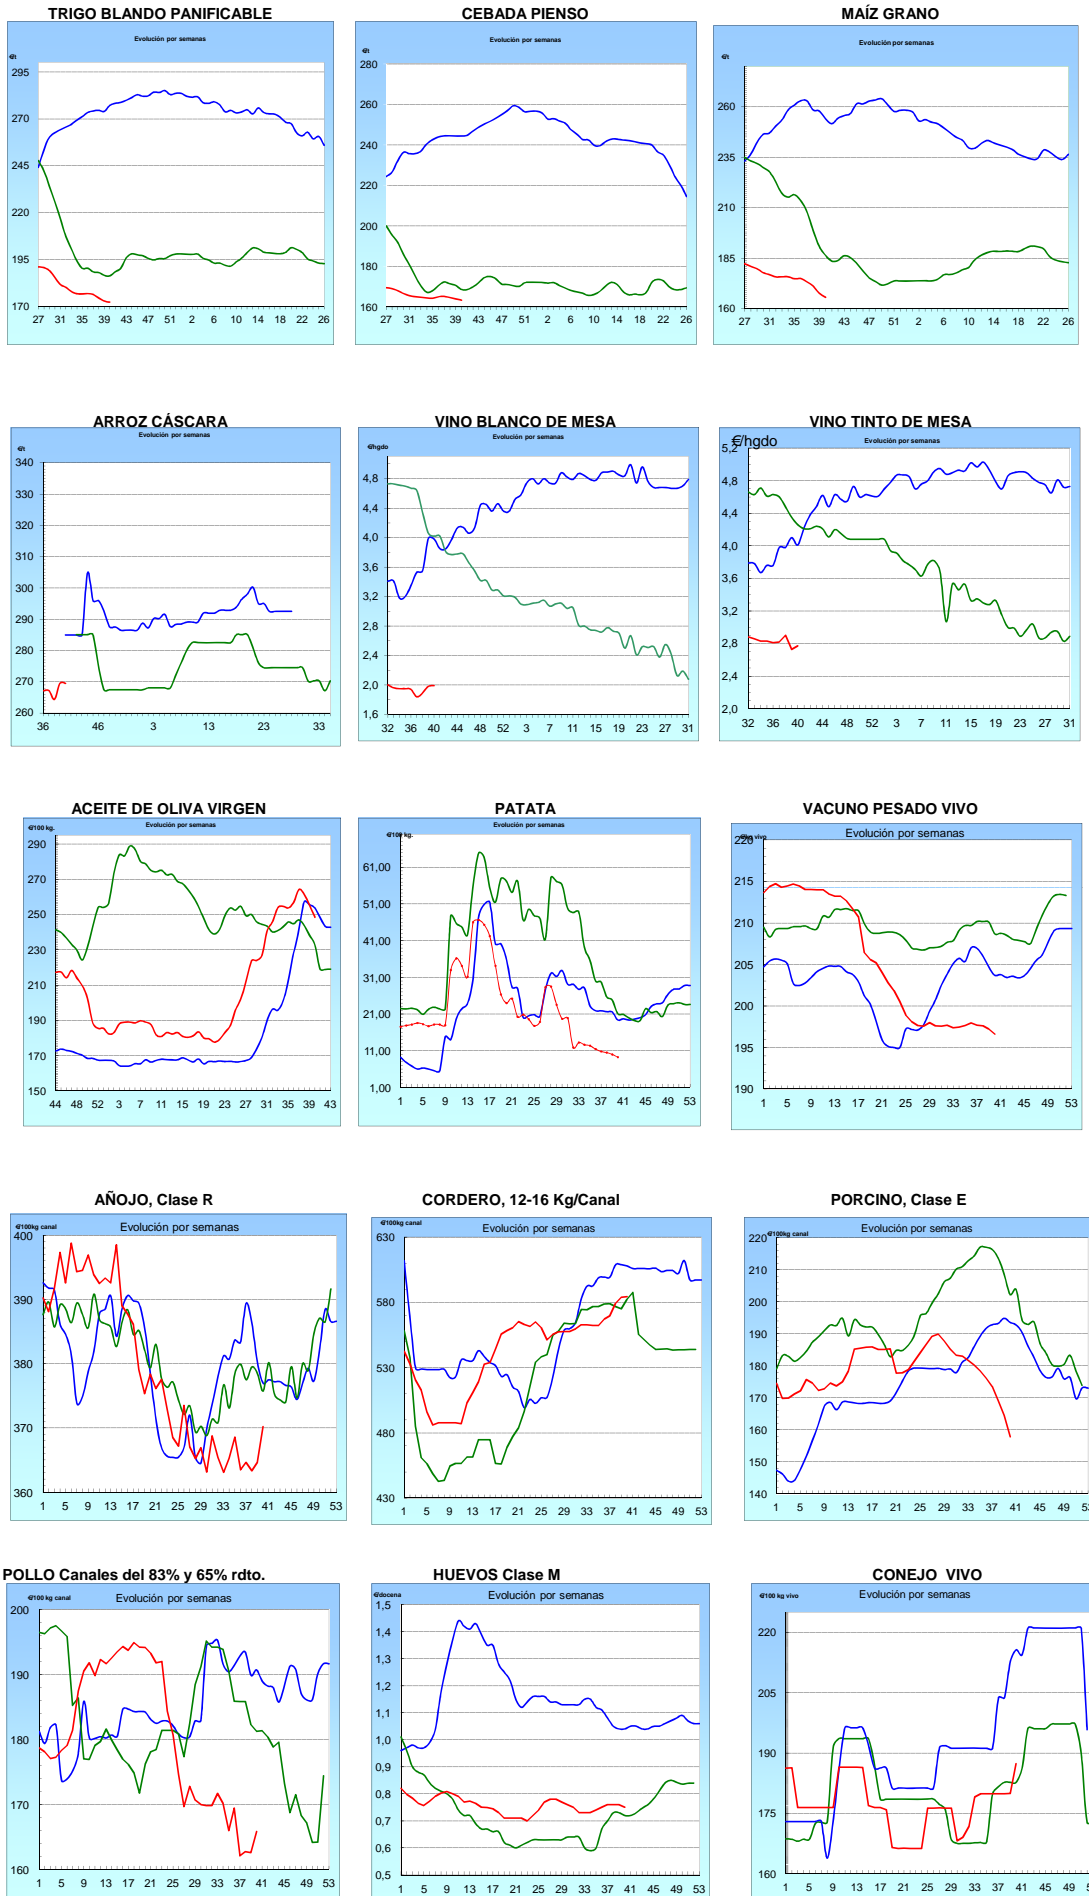 TRIGO BLANDO PANIFICABLE
Evolución por semanas
€/t
295
270
245
220
195
170
27 31 35 39 43 47 51 2 6 10 14 18 22 26
CEBADA PIENSO
Evolución por semanas
€/t
280
260
240
220
200
180
160
27 31 35 39 43 47 51 2 6 10 14 18 22 26
MAÍZ GRANO
Evolución por semanas
€/t
260
235
210
185
160
27 31 35 39 43 47 51 2 6 10 14 18 22 26
ARROZ CÁSCARA
Evolución por semanas
€/t
340
330
320
310
300
290
280
270
260
36 46 3 13 23 33
VINO BLANCO DE MESA
Evolución por semanas
€/hgdo
4,8
4,4
4,0
3,6
3,2
2,8
2,4
2,0
1,6
32 36 40 44 48 52 3 7 11 15 19 23 27 31
VINO TINTO DE MESA
Evolución por semanas
€/hgdo
5,2
4,8
4,4
4,0
3,6
3,2
2,8
2,4
2,0
32 36 40 44 48 52 3 7 11 15 19 23 27 31
ACEITE DE OLIVA VIRGEN
Evolución por semanas
€/100 kg.
290
270
250
230
210
190
170
150
44 48 52 3 7 11 15 19 23 27 31 35 39 43
PATATA
Evolución por semanas
€/100 kg.
61,00
51,00
41,00
31,00
21,00
11,00
1,00
1 5 9 13 17 21 25 29 33 37 41 45 49 53
VACUNO PESADO VIVO
Evolución por semanas
220
215
210
205
200
195
190
1 5 9 13 17 21 25 29 33 37 41 45 49 53
AÑOJO, Clase R
Evolución por semanas
€/100kg canal
400
390
380
370
360
1 5 9 13 17 21 25 29 33 37 41 45 49 53
CORDERO, 12-16 Kg/Canal
Evolución por semanas
€/100kg canal
630
580
530
480
430
1 5 9 13 17 21 25 29 33 37 41 45 49 53
PORCINO, Clase E
Evolución por semanas
€/100kg canal
220
210
200
190
180
170
160
150
140
1 5 9 13 17 21 25 29 33 37 41 45 49
POLLO Canales del 83% y 65% rdto.
Evolución por semanas
€/100 kg canal
200
190
180
170
160
1 5 9 13 17 21 25 29 33 37 41 45 49 53
HUEVOS Clase M
Evolución por semanas
€/docena
1,5
1,4
1,3
1,2
1,1
1,0
0,9
0,8
0,7
0,6
0,5
1 5 9 13 17 21 25 29 33 37 41 45 49 53
CONEJO VIVO
Evolución por semanas
€/100 kg vivo
220
205
190
175
160
1 5 9 13 17 21 25 29 33 37 41 45 49